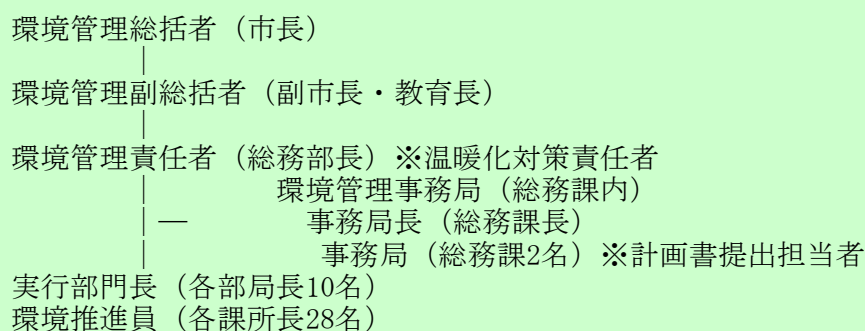 環境管理総括者（市長）
｜
環境管理副総括者（副市長・教育長）
｜
環境管理責任者（総務部長）※温暖化対策責任者
｜　環境管理事務局（総務課内）
｜―　事務局長（総務課長）
｜　事務局（総務課2名）※計画書提出担当者
実行部門長（各部局長10名）
環境推進員（各課所長28名）